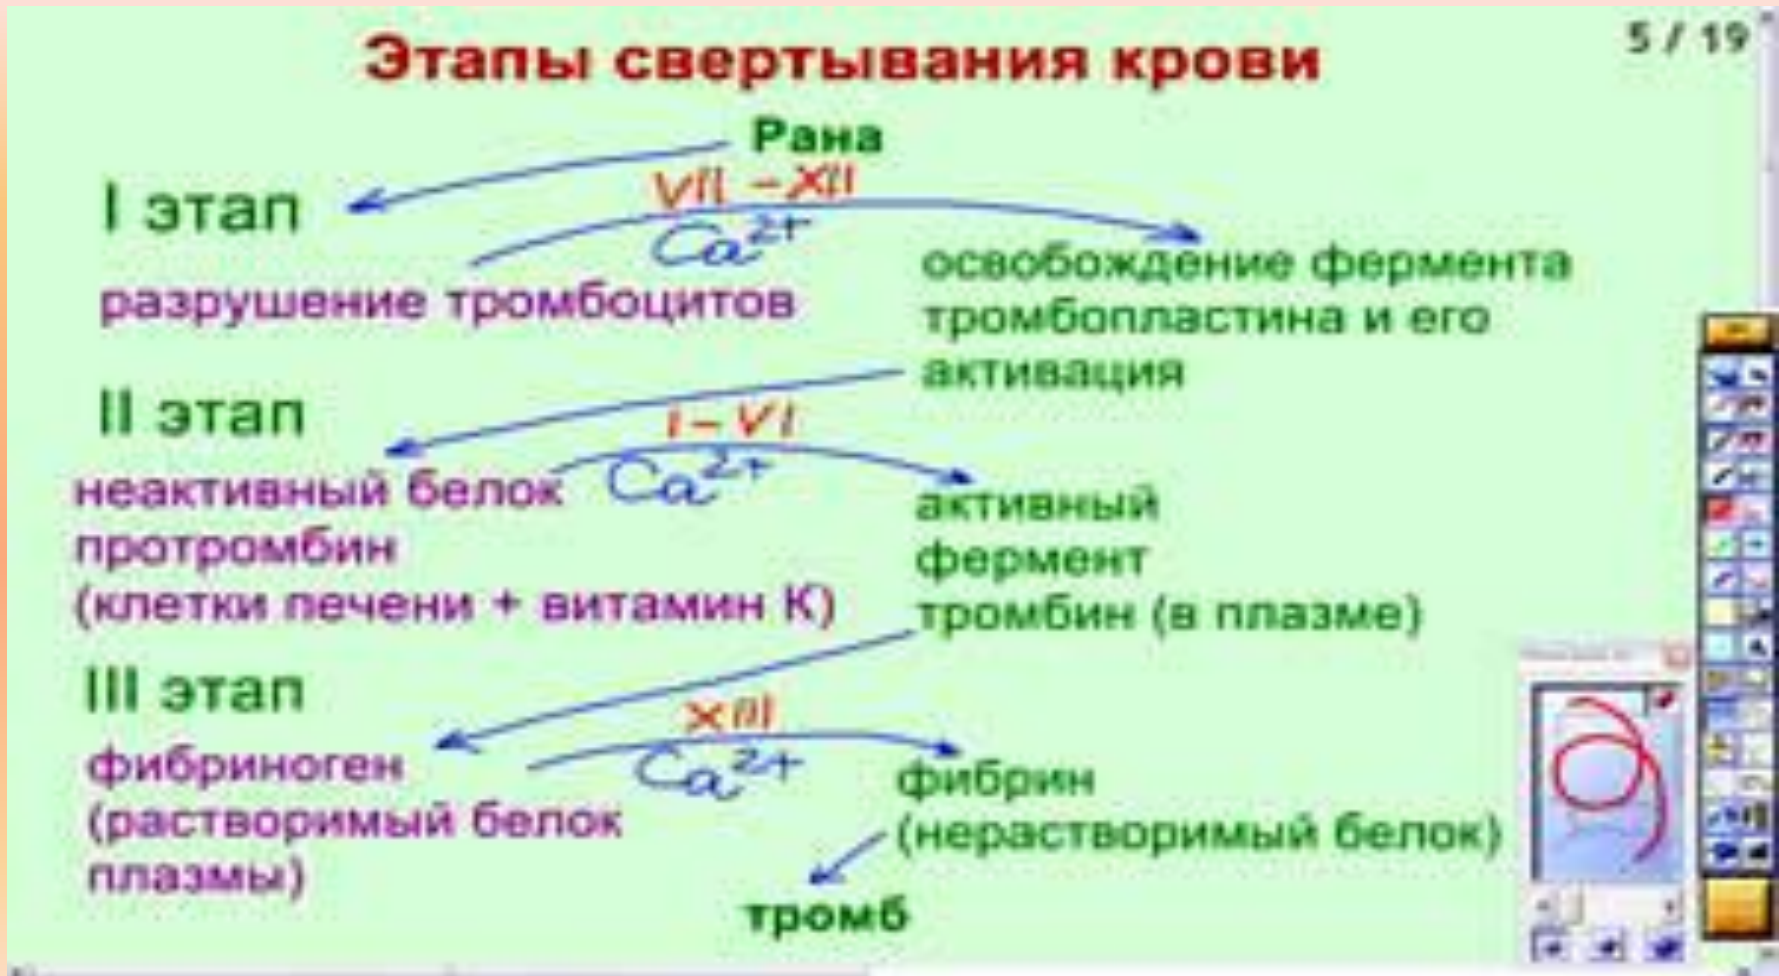 Этапы свертывания крови
5 / 19
Рана
I этап
VII - XII
Ca2+
разрушение тромбоцитов
освобождение фермента
тромбопластина и его
активация
II этап
I - VI
Ca2+
неактивный белок
протромбин
(клетки печени + витамин К)
активный
фермент
тромбин (в плазме)
III этап
XIII
Ca2+
фибриноген
(растворимый белок
плазмы)
фибрин
(нерастворимый белок)
тромб